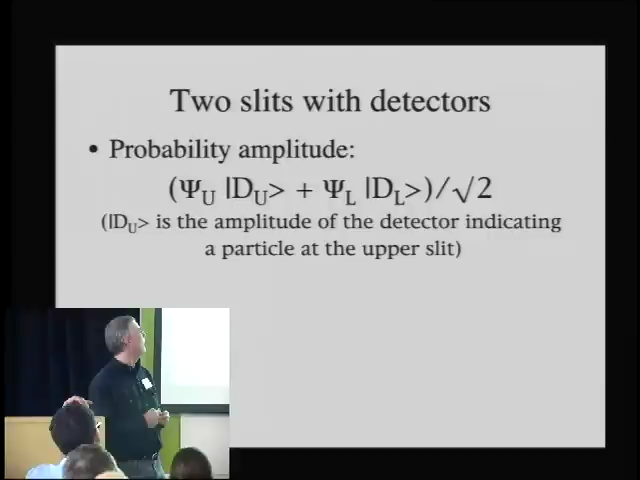 Two slits with detectors
• Probability amplitude:
(Ψ_U |D_U> + Ψ_L |D_L>)/√2
(|D_U> is the amplitude of the detector indicating
a particle at the upper slit)